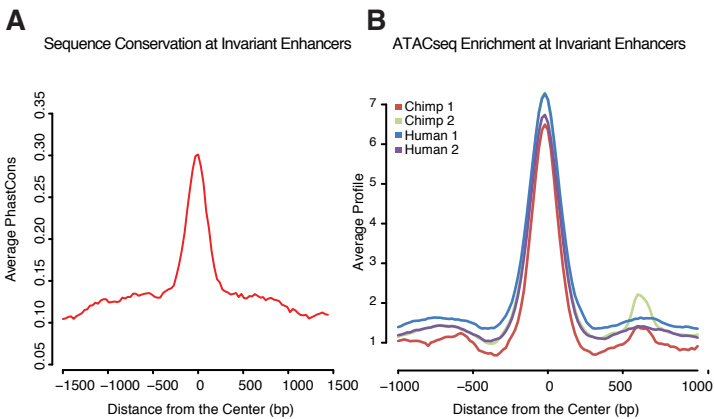 A
Sequence Conservation at Invariant Enhancers
Average PhastCons
0.35
0.30
0.25
0.20
0.15
0.10
0.05
−1500 −1000 −500 0 500 1000 1500
Distance from the Center (bp)
B
ATACseq Enrichment at Invariant Enhancers
Average Profile
7
6
5
4
3
2
1
Chimp 1
Chimp 2
Human 1
Human 2
−1000 −500 0 500 1000
Distance from the Center (bp)